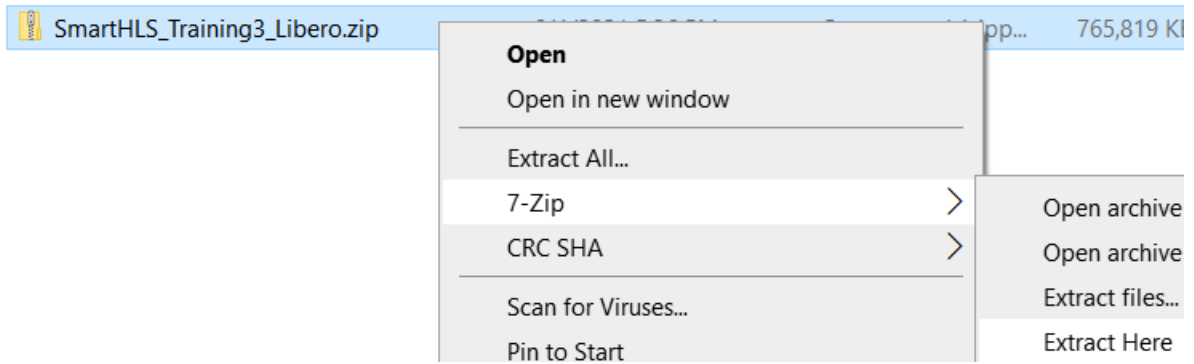 SmartHLS_Training3_Libero.zip pp... 765,819 KB
Open
Open in new window
Extract All...
7-Zip
CRC SHA
Scan for Viruses...
Pin to Start
Open archive
Open archive
Extract files...
Extract Here